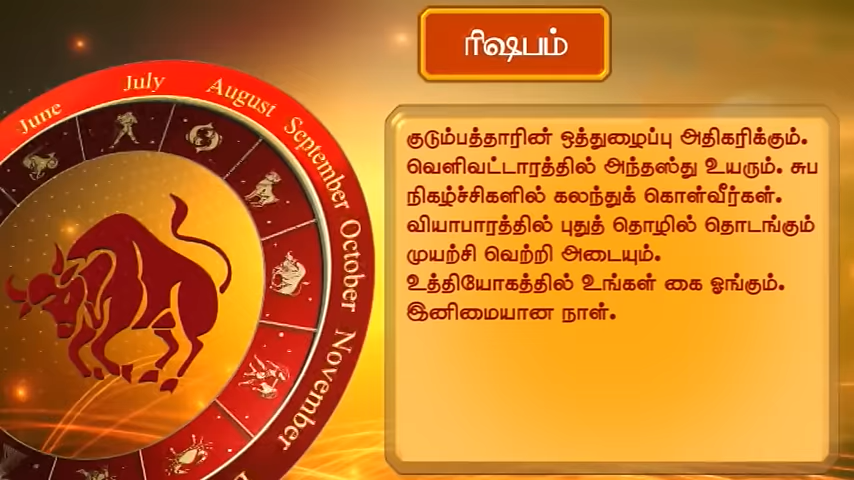 ரிஷபம்
June
July
August
September
October
November
குடும்பத்தாரின் ஒத்துழைப்பு அதிகரிக்கும்.
வெளிவட்டாரத்தில் அந்தஸ்து உயரும். சுப
நிகழ்ச்சிகளில் கலந்துக் கொள்வீர்கள்.
வியாபாரத்தில் புதுத் தொழில் தொடங்கும்
முயற்சி வெற்றி அடையும்.
உத்தியோகத்தில் உங்கள் கை ஓங்கும்.
இனிமையான நாள்.